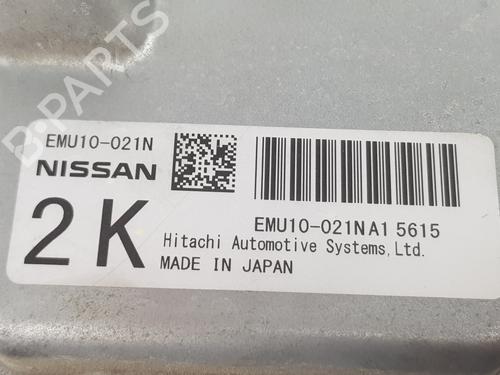 EMU10-021N
NISSAN
2K
EMU10-021NA1 5615
Hitachi Automotive Systems,Ltd.
MADE IN JAPAN
B-PARTS